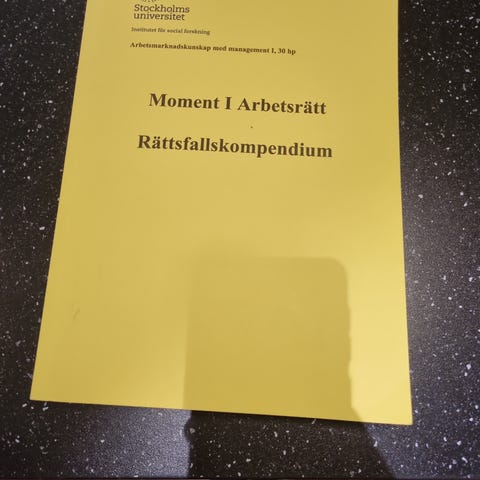 Stockholms
universitet
Institutet för social forskning
Arbetsmarknadskunskap med management I, 30 hp
Moment I Arbetsrätt
Rättsfallskompendium